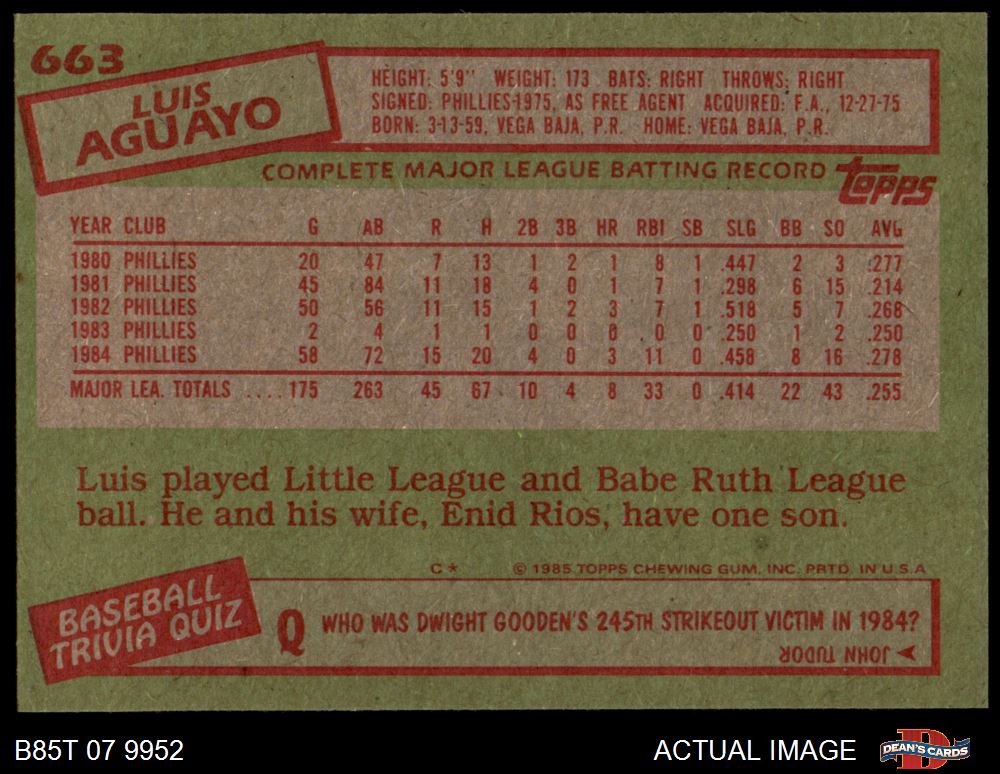 663
LUIS
AGUAYO
HEIGHT: 5'9" WEIGHT: 173 BATS: RIGHT THROWS: RIGHT
SIGNED: PHILLIES-1975, AS FREE AGENT ACQUIRED: F.A., 12-27-75
BORN: 3-13-59, VEGA BAJA, P.R. HOME: VEGA BAJA, P.R.
COMPLETE MAJOR LEAGUE BATTING RECORD topps
YEAR CLUB G AB R H 2B 3B HR RBI SB SLG BB SO AVG
1980 PHILLIES 20 47 7 13 1 2 1 8 1 .447 2 3 .277
1981 PHILLIES 45 84 11 18 4 0 1 7 1 .298 6 15 .214
1982 PHILLIES 50 56 11 15 1 2 3 7 1 .518 5 7 .268
1983 PHILLIES 2 4 1 1 0 0 0 0 0 .250 1 2 .250
1984 PHILLIES 58 72 15 20 4 0 3 11 0 .458 8 16 .278
MAJOR LEA. TOTALS .... 175 263 45 67 10 4 8 33 0 .414 22 43 .255
Luis played Little League and Babe Ruth League
ball. He and his wife, Enid Rios, have one son.
C* © 1985 TOPPS CHEWING GUM, INC. PRTD. IN U.S.A
BASEBALL
TRIVIA QUIZ
Q WHO WAS DWIGHT GOODEN'S 245TH STRIKEOUT VICTIM IN 1984?
JOHN TUDOR
B85T 07 9952 ACTUAL IMAGE DEAN'S CARDS